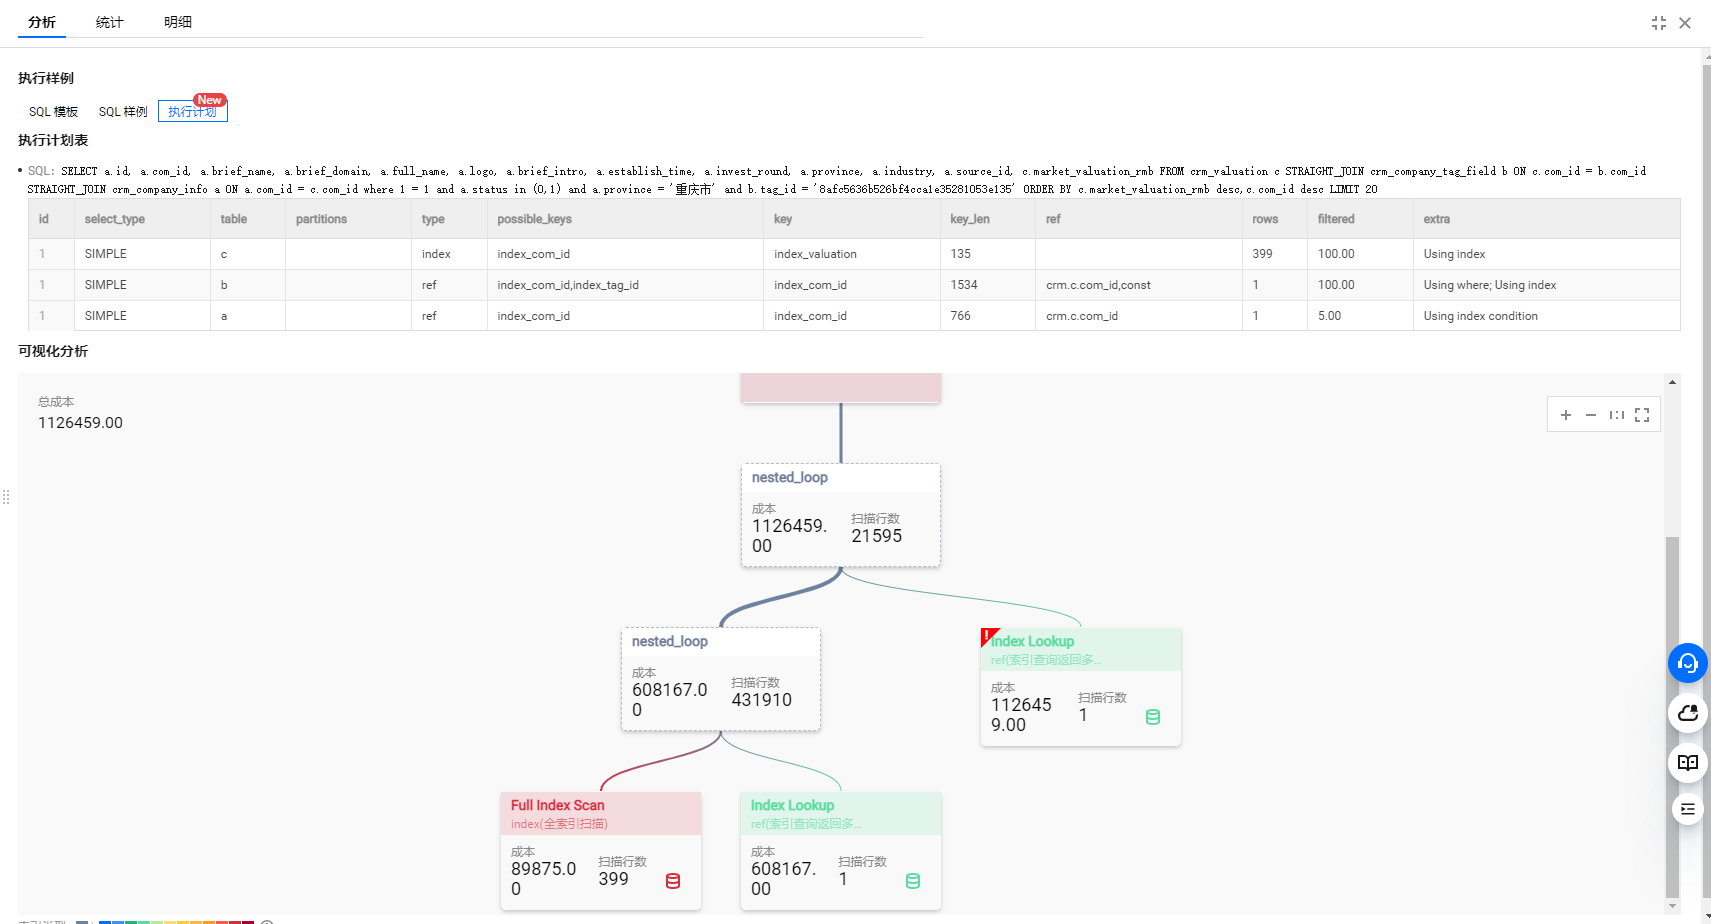 分析 统计 明细
执行样例
SQL 模板 SQL 样例 执行计划 New
执行计划表
SQL: SELECT a.id, a.com_id, a.brief_name, a.brief_domain, a.full_name, a.logo, a.brief_intro, a.establish_time, a.invest_round, a.province, a.industry, a.source_id, c.market_valuation_rmb FROM crm_valuation c STRAIGHT_JOIN crm_company_tag_field b ON c.com_id = b.com_id
STRAIGHT_JOIN crm_company_info a ON a.com_id = c.com_id where 1 = 1 and a.status in (0,1) and a.province = '重庆市' and b.tag_id = '8afc5636b526bf4cca1e35281053e135' ORDER BY c.market_valuation_rmb desc,c.com_id desc LIMIT 20
id select_type table partitions type possible_keys key key_len ref rows filtered extra
1 SIMPLE c index index_com_id index_valuation 135 399 100.00 Using index
1 SIMPLE b ref index_com_id,index_tag_id index_com_id 1534 crm.c.com_id,const 1 100.00 Using where; Using index
1 SIMPLE a ref index_com_id index_com_id 766 crm.c.com_id 1 5.00 Using index condition
可视化分析
总成本
1126459.00
nested_loop
成本 扫描行数
1126459. 21595
00
nested_loop
成本 扫描行数
608167.0 431910
0
! Index Lookup
ref(索引查询返回多...
成本 扫描行数
112645 1
9.00
Full Index Scan
index(全索引扫描)
成本 扫描行数
89875.0 399
0
Index Lookup
ref(索引查询返回多...
成本 扫描行数
608167. 1
00